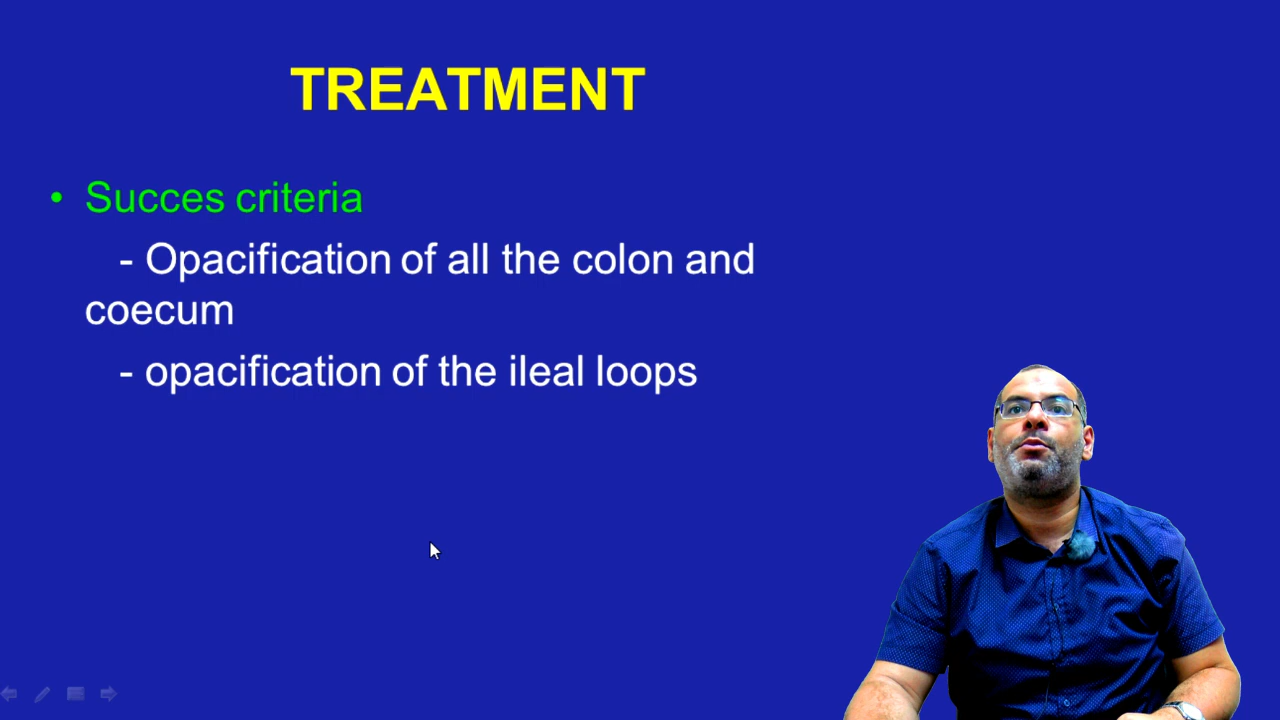 TREATMENT
• Succes criteria
- Opacification of all the colon and
coecum
- opacification of the ileal loops